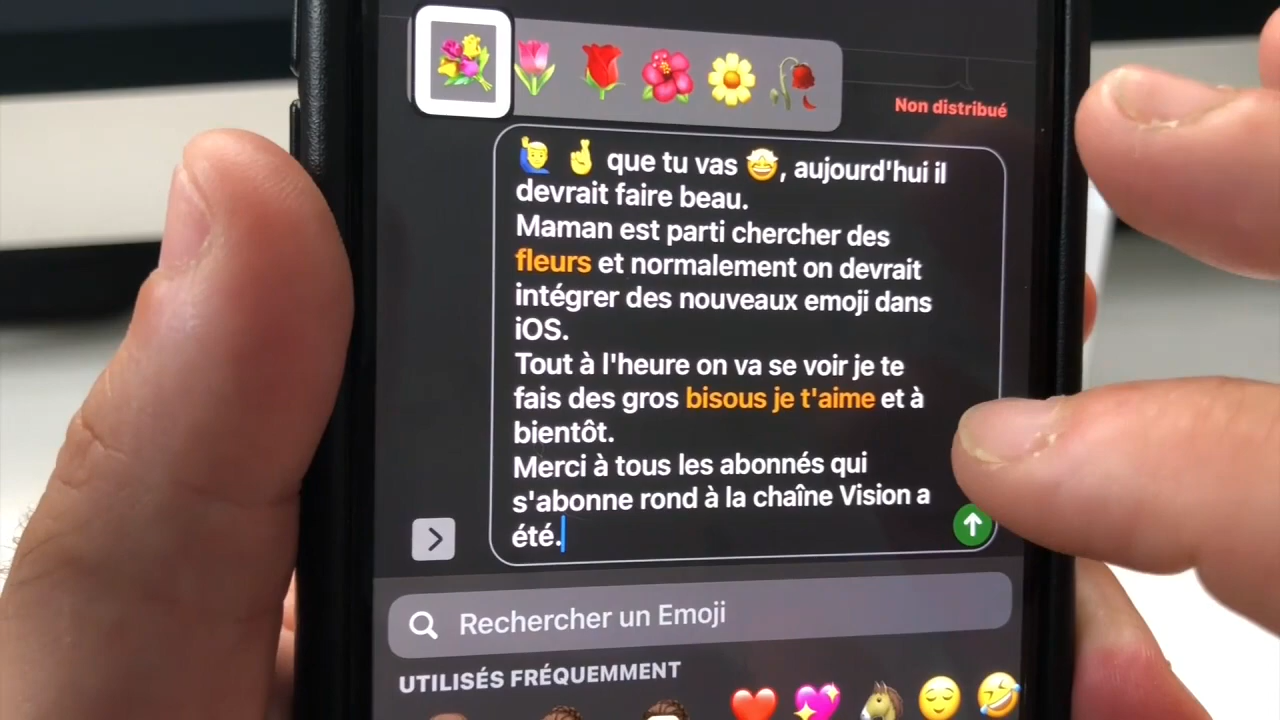 Non distribué
🙋‍♂️ 🤞 que tu vas 🤩, aujourd'hui il
devrait faire beau.
Maman est parti chercher des
fleurs et normalement on devrait
intégrer des nouveaux emoji dans
iOS.
Tout à l'heure on va se voir je te
fais des gros bisous je t'aime et à
bientôt.
Merci à tous les abonnés qui
s'abonne rond à la chaîne Vision a
été.
Rechercher un Emoji
UTILISÉS FRÉQUEMMENT